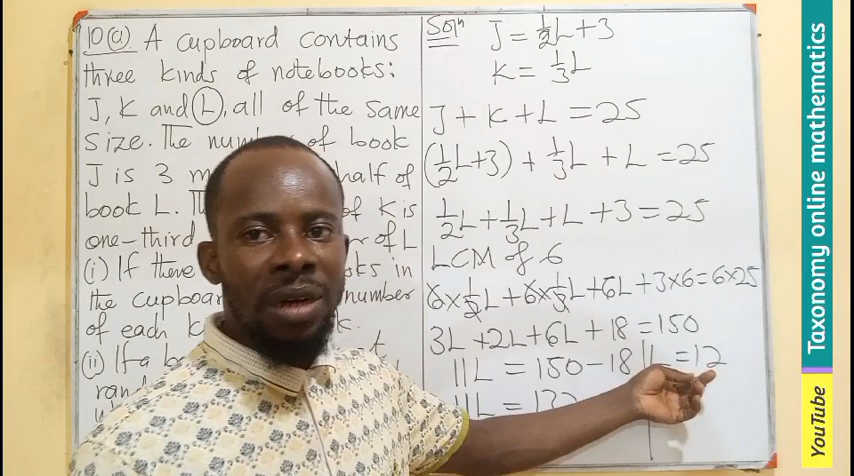 10(a) A cupboard contains
three kinds of notebooks:
J, K and L, all of the same
size. The number of book
J is 3 half of
book L. of K is
one-third of L
(i) If there in
the cupboard number
of each
(ii) If a
Soln J = 1/2L + 3
K = 1/3L
J + K + L = 25
(1/2L + 3) + 1/3L + L = 25
1/2L + 1/3L + L + 3 = 25
LCM of 6
6 x 1/2L + 6 x 1/3L + 6L + 3 x 6 = 6 x 25
3L + 2L + 6L + 18 = 150
11L = 150 - 18
11L = 132
L = 12
Taxonomy online mathematics
YouTube